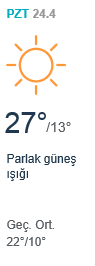 PZT 24.4
27°/13°
Parlak güneş
ışığı
Geç. Ort.
22°/10°